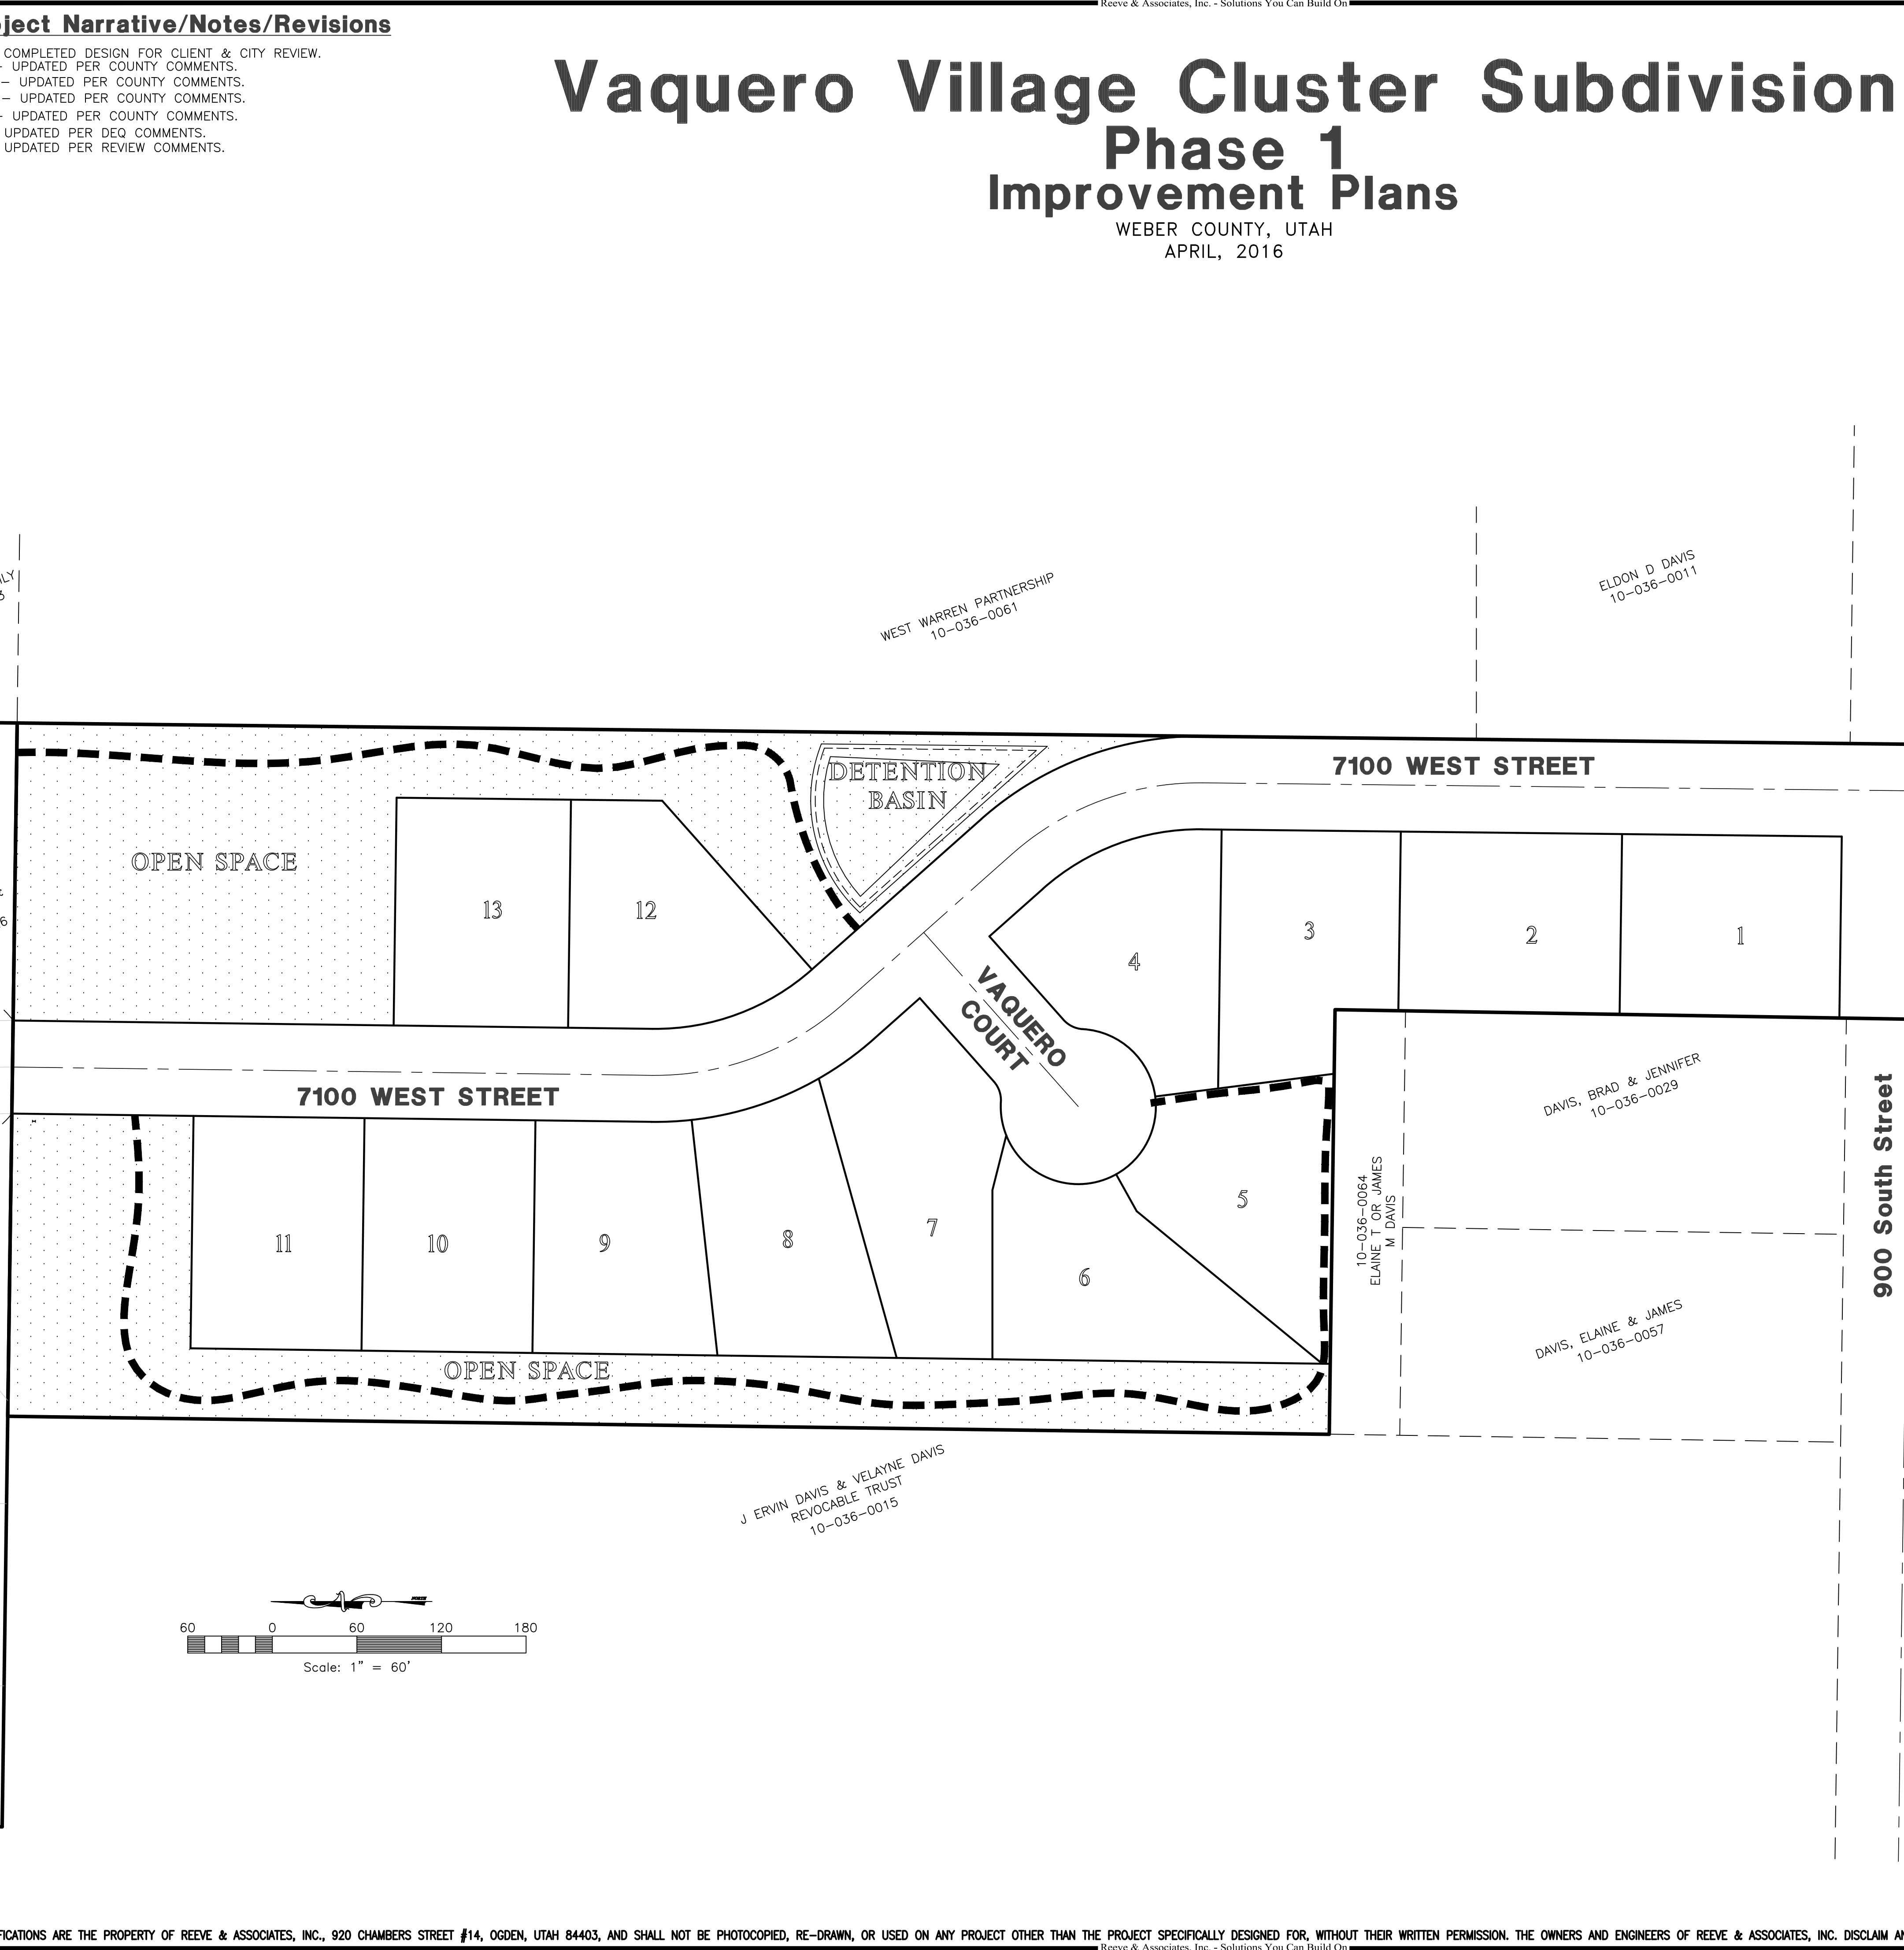 Reeve & Associates, Inc. - Solutions You Can Build On
ject Narrative/Notes/Revisions
COMPLETED DESIGN FOR CLIENT & CITY REVIEW.
- UPDATED PER COUNTY COMMENTS.
- UPDATED PER COUNTY COMMENTS.
- UPDATED PER COUNTY COMMENTS.
- UPDATED PER COUNTY COMMENTS.
UPDATED PER DEQ COMMENTS.
UPDATED PER REVIEW COMMENTS.
Vaquero Village Cluster Subdivision
Phase 1
Improvement Plans
WEBER COUNTY, UTAH
APRIL, 2016
ELDON D DAVIS
10-036-0011
WEST WARREN PARTNERSHIP
10-036-0061
LY
7100 WEST STREET
DETENTION
BASIN
OPEN SPACE
13
12
4
3
2
1
VAQUERO
COURT
7100 WEST STREET
DAVIS, BRAD & JENNIFER
10-036-0029
900 South Street
10-036-0064
ELAINE T OR JAMES
M DAVIS
11
10
9
8
7
6
5
DAVIS, ELAINE & JAMES
10-036-0057
OPEN SPACE
J ERVIN DAVIS & VELAYNE DAVIS
REVOCABLE TRUST
10-036-0015
NORTH
60 0 60 120 180
Scale: 1" = 60'
FICATIONS ARE THE PROPERTY OF REEVE & ASSOCIATES, INC., 920 CHAMBERS STREET #14, OGDEN, UTAH 84403, AND SHALL NOT BE PHOTOCOPIED, RE-DRAWN, OR USED ON ANY PROJECT OTHER THAN THE PROJECT SPECIFICALLY DESIGNED FOR, WITHOUT THEIR WRITTEN PERMISSION. THE OWNERS AND ENGINEERS OF REEVE & ASSOCIATES, INC. DISCLAIM
Reeve & Associates, Inc. - Solutions You Can Build On